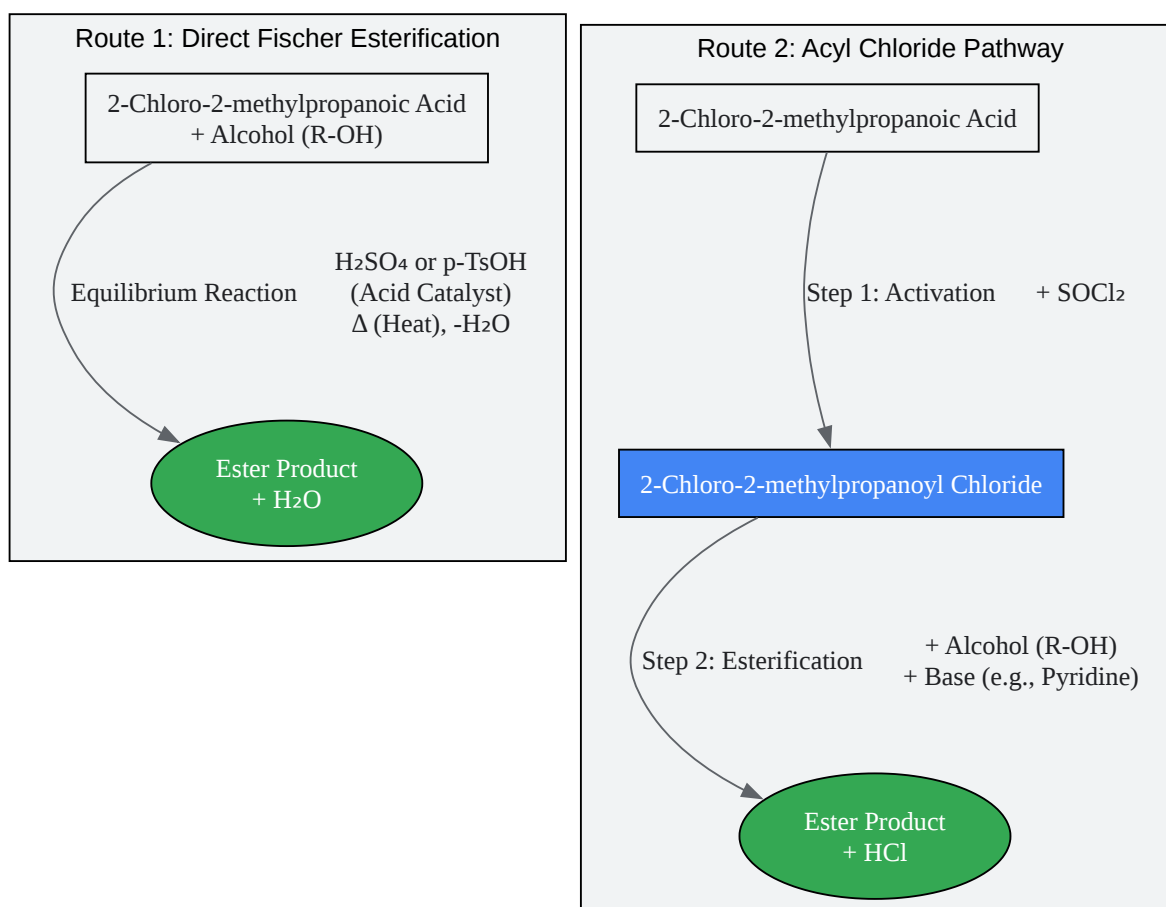 Route 1: Direct Fischer Esterification
2-Chloro-2-methylpropanoic Acid
+ Alcohol (R-OH)
Equilibrium Reaction
H₂SO₄ or p-TsOH
(Acid Catalyst)
Δ (Heat), -H₂O
Ester Product
+ H₂O
Route 2: Acyl Chloride Pathway
2-Chloro-2-methylpropanoic Acid
Step 1: Activation
+ SOCl₂
2-Chloro-2-methylpropanoyl Chloride
Step 2: Esterification
+ Alcohol (R-OH)
+ Base (e.g., Pyridine)
Ester Product
+ HCl